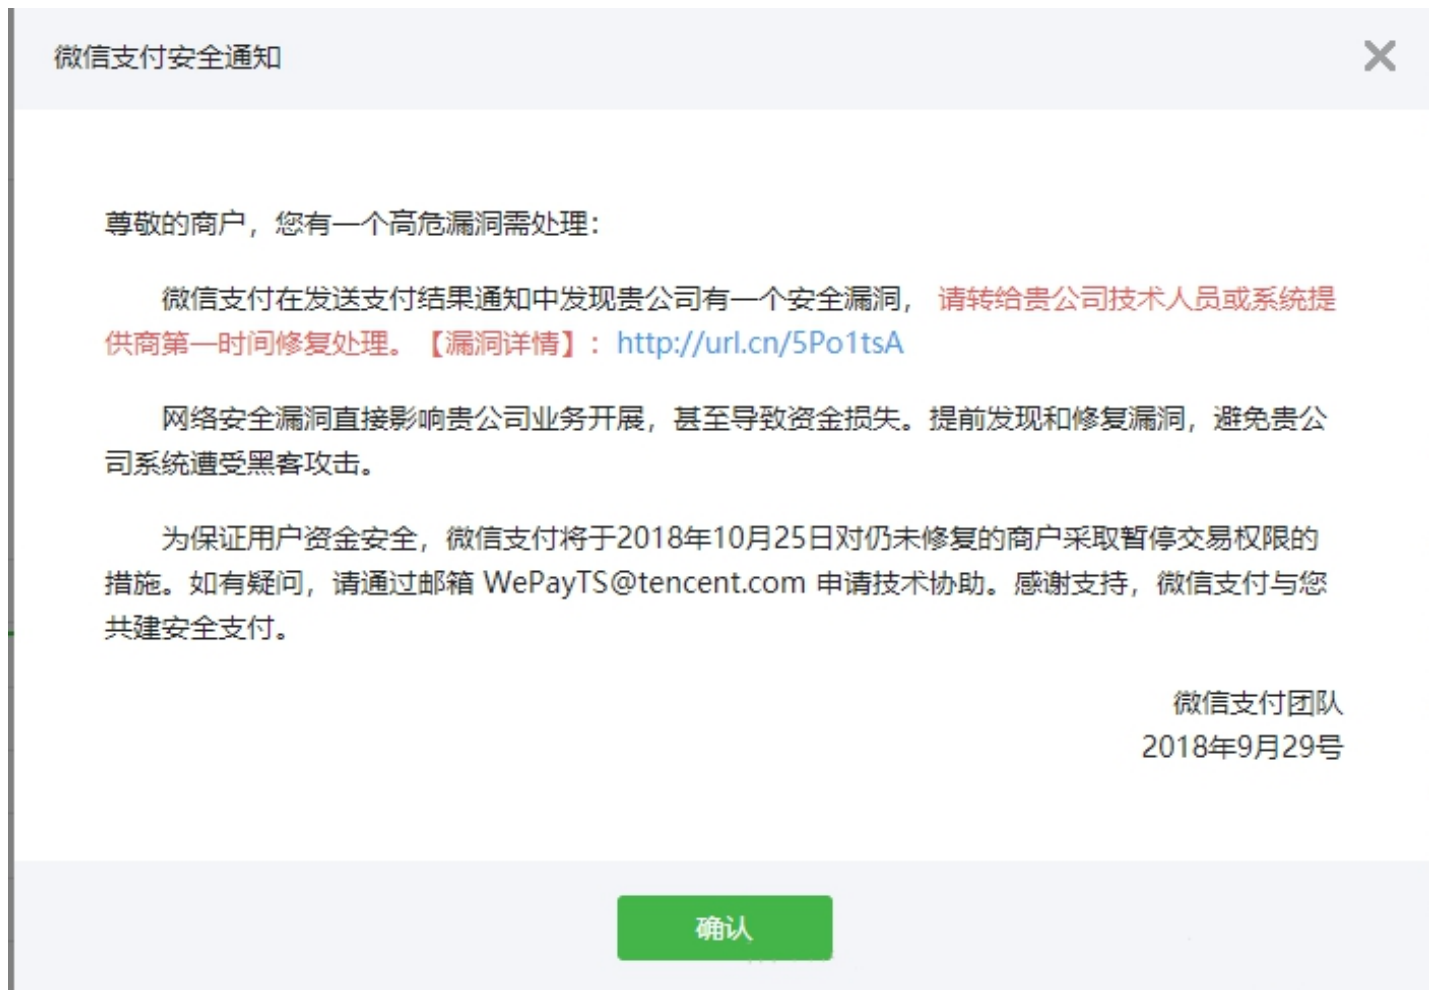 微信支付安全通知
尊敬的商户，您有一个高危漏洞需处理：
微信支付在发送支付结果通知中发现贵公司有一个安全漏洞， 请转给贵公司技术人员或系统提
供商第一时间修复处理。【漏洞详情】：http://url.cn/5Po1tsA
网络安全漏洞直接影响贵公司业务开展，甚至导致资金损失。提前发现和修复漏洞，避免贵公
司系统遭受黑客攻击。
为保证用户资金安全，微信支付将于2018年10月25日对仍未修复的商户采取暂停交易权限的
措施。如有疑问，请通过邮箱 WePayTS@tencent.com 申请技术协助。感谢支持，微信支付与您
共建安全支付。
微信支付团队
2018年9月29号
确认